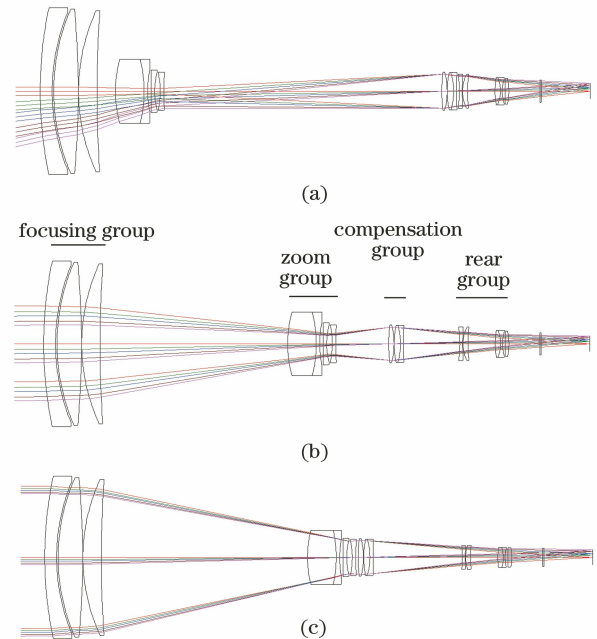 (a)
focusing group
zoom
group
compensation
group
rear
group
(b)
(c)